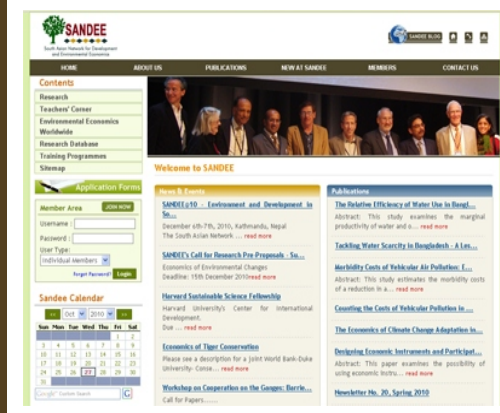 SANDEE
South Asian Network for Development
and Environmental Economics
SANDEE BLOG
HOME ABOUT US PUBLICATIONS NEW AT SANDEE MEMBERS CONTACT US
Contents
Research
Teachers' Corner
Environmental Economics
Worldwide
Research Database
Training Programmes
Sitemap
Application Forms
Member Area JOIN NOW
Username :
Password :
User Type:
Individual Members
Forgot Password? Login
Sandee Calendar
<< Oct 2010 >>
Sun Mon Tue Wed Thu Fri Sat
1 2
3 4 5 6 7 8 9
10 11 12 13 14 15 16
17 18 19 20 21 22 23
24 25 26 27 28 29 30
31
Google Custom Search
Welcome to SANDEE
News & Events
SANDEE@10 - Environment and Development in
So...
December 6th-7th, 2010, Kathmandu, Nepal
The South Asian Network .... read more
SANDEE's Call for Research Pre Proposals - So...
Economics of Environmental Changes
Deadline: 15th December 2010read more
Harvard Sustainable Science Fellowship
Harvard University's Center for International
Development.
Due .... read more
Economics of Tiger Conservation
Please see a description for a joint World Bank-Duke
University- Conse... read more
Workshop on Cooperation on the Ganges: Barrie...
Call for Papers......
Publications
The Relative Efficiency of Water Use in Bangl...
Abstract: This study examines the marginal
productivity of water and o.... read more
Tackling Water Scarcity in Bangladesh - A Les...
Morbidity Costs of Vehicular Air Pollution: E...
Abstract: This study estimates the morbidity costs
of a reduction in a... read more
Counting the Costs of Vehicular Pollution in ...
The Economics of Climate Change Adaptation in...
Designing Economic Instruments and Participat...
Abstract: This paper examines the possibility of
using economic instru... read more
Newsletter No. 20, Spring 2010